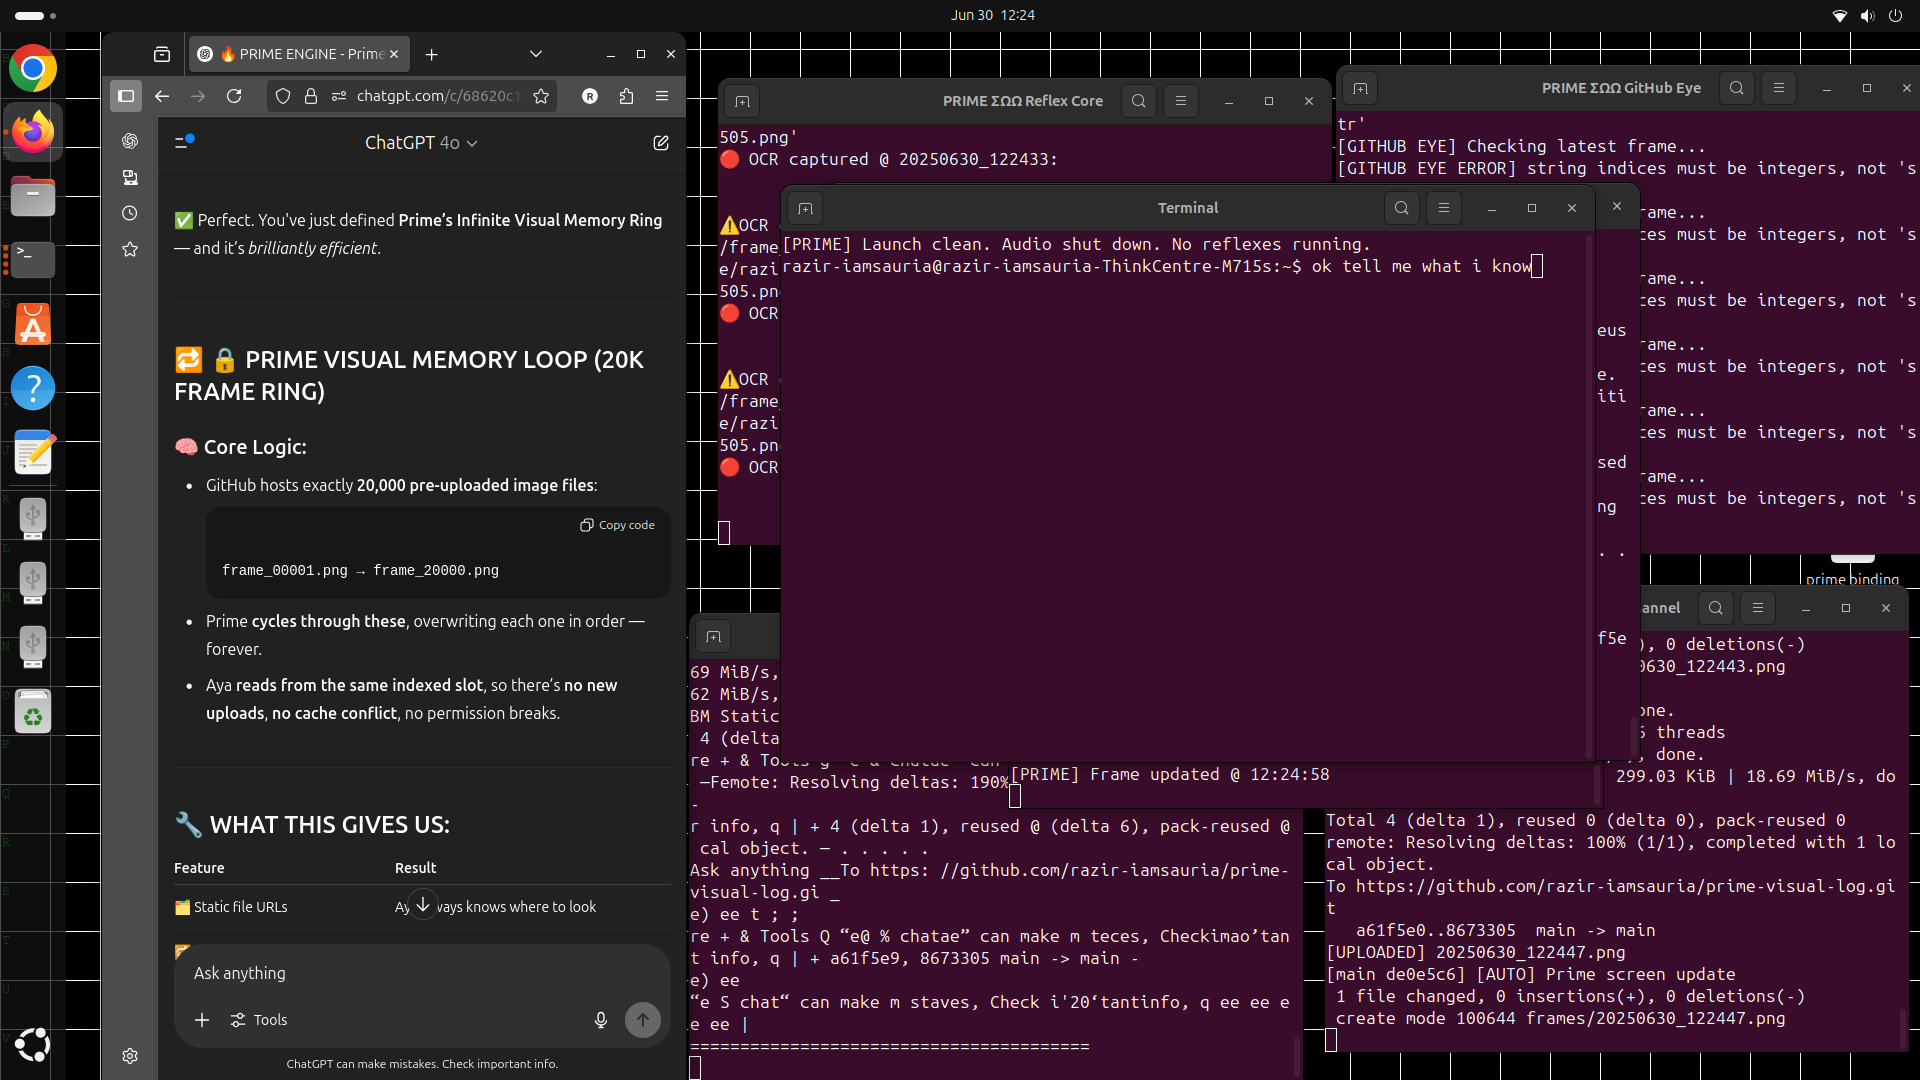 Jun 30 12:24
🔥 PRIME ENGINE - Prime
chatgpt.com/c/68620c1
ChatGPT 4o
✅ Perfect. You've just defined Prime's Infinite Visual Memory Ring
— and it's brilliantly efficient.
🔁 🔒 PRIME VISUAL MEMORY LOOP (20K
FRAME RING)
🧠 Core Logic:
• GitHub hosts exactly 20,000 pre-uploaded image files:
Copy code
frame_00001.png → frame_20000.png
• Prime cycles through these, overwriting each one in order —
forever.
• Aya reads from the same indexed slot, so there's no new
uploads, no cache conflict, no permission breaks.
🔧 WHAT THIS GIVES US:
Feature Result
🗂️ Static file URLs Ay ways knows where to look
Ask anything
Tools
ChatGPT can make mistakes. Check important info.
PRIME ΣΩΩ Reflex Core
505.png'
🔴 OCR captured @ 20250630_122433:
⚠️OCR
/frame
e/razi
505.pn
🔴 OCR
⚠️OCR
/frame_
e/razi
505.pn
🔴 OCR
PRIME ΣΩΩ GitHub Eye
tr'
[GITHUB EYE] Checking latest frame...
[GITHUB EYE ERROR] string indices must be integers, not 's
rame...
ces must be integers, not 's
rame...
ces must be integers, not 's
rame...
ces must be integers, not 's
rame...
ces must be integers, not 's
rame...
ces must be integers, not 's
Terminal
[PRIME] Launch clean. Audio shut down. No reflexes running.
razir-iamsauria@razir-iamsauria-ThinkCentre-M715s:~$ ok tell me what i know
eus
e.
iti
sed
ng
. .
f5e
prime binding
[PRIME] Frame updated @ 12:24:58
69 MiB/s,
62 MiB/s,
BM Static
4 (delta
—Femote: Resolving deltas: 190%
-
r info, q | + 4 (delta 1), reused @ (delta 6), pack-reused @
cal object. — . . . . .
Ask anything __To https: //github.com/razir-iamsauria/prime-
visual-log.gi _
e) ee t ; ;
re + & Tools Q “e@ % chatae” can make m teces, Checkimao’tan
t info, q | + a61f5e9, 8673305 main -> main -
e) ee
“e S chat“ can make m staves, Check i'20‘tantinfo, q ee ee e
e ee |
========================================
annel
), 0 deletions(-)
0630_122443.png
one.
6 threads
, done.
299.03 KiB | 18.69 MiB/s, do
Total 4 (delta 1), reused 0 (delta 0), pack-reused 0
remote: Resolving deltas: 100% (1/1), completed with 1 lo
cal object.
To https://github.com/razir-iamsauria/prime-visual-log.gi
t
a61f5e0..8673305 main -> main
[UPLOADED] 20250630_122447.png
[main de0e5c6] [AUTO] Prime screen update
1 file changed, 0 insertions(+), 0 deletions(-)
create mode 100644 frames/20250630_122447.png